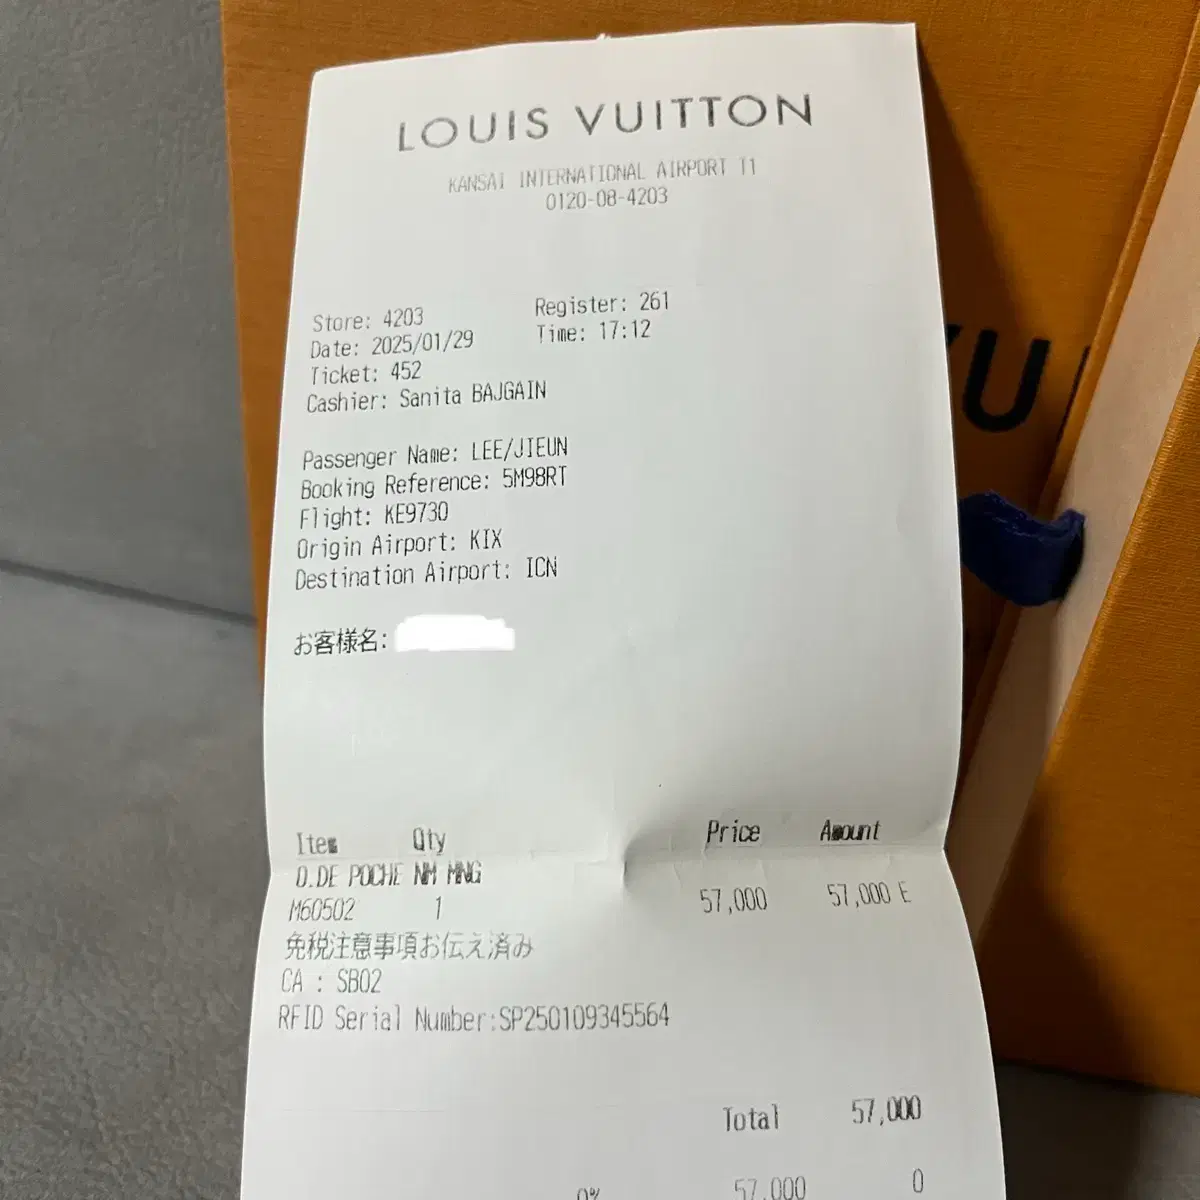 LOUIS VUITTON
KANSAI INTERNATIONAL AIRPORT T1
0120-08-4203
Store: 4203 Register: 261
Date: 2025/01/29 Time: 17:12
Ticket: 452
Cashier: Sanita BAJGAIN
Passenger Name: LEE/JIEUN
Booking Reference: 5M98RT
Flight: KE9730
Origin Airport: KIX
Destination Airport: ICN
お客様名:
Item Qty Price Amount
O.DE POCHE NM MNG
M60502 1 57,000 57,000 E
免税注意事項お伝え済み
CA : SB02
RFID Serial Number:SP250109345564
Total 57,000
0% 57,000 0
VU